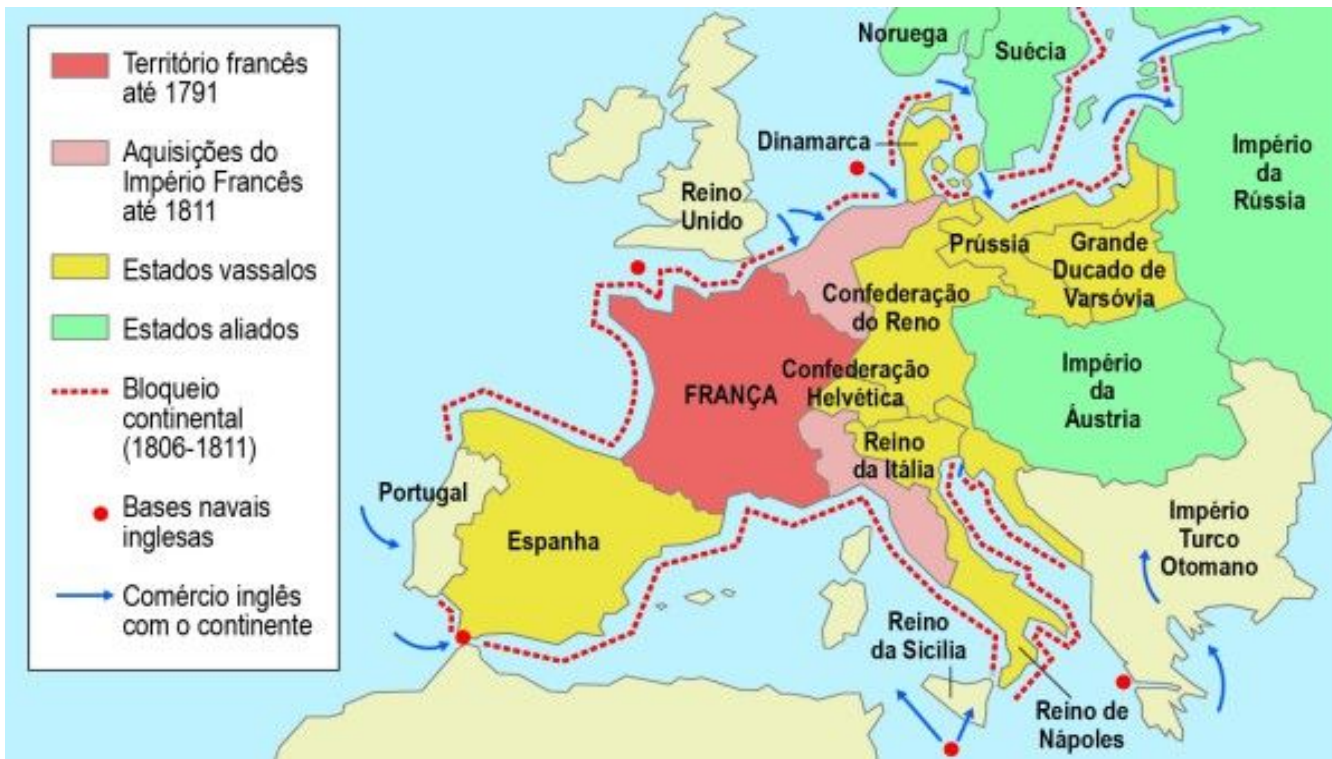 Território francês
até 1791
Aquisições do
Império Francês
até 1811
Estados vassalos
Estados aliados
Bloqueio
continental
(1806-1811)
Bases navais
inglesas
Comércio inglês
com o continente
Noruega
Suécia
Dinamarca
Reino
Unido
Império
da
Rússia
Prússia
Grande
Ducado de
Varsóvia
Confederação
do Reno
FRANÇA
Confederação
Helvética
Império
da
Áustria
Reino
da Itália
Portugal
Espanha
Império
Turco
Otomano
Reino
da Sicilia
Reino de
Nápoles